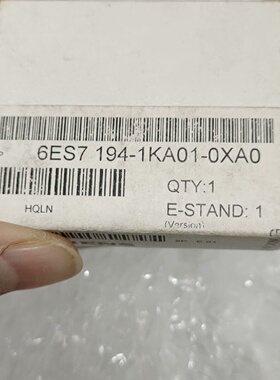 6ES7 194-1KA01-0XA0
QTY:1
E-STAND: 1
(Version)
HQLN